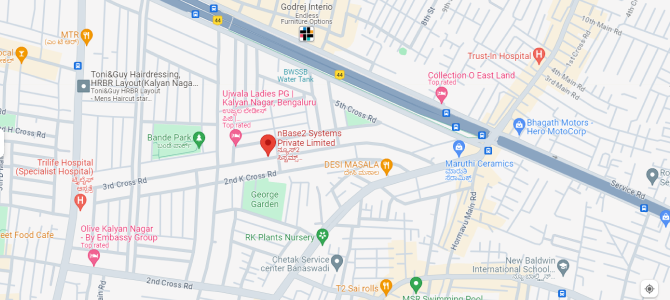 Godrej Interio
Endless
Furniture Options
44
8th St
10th Main Rd
MTR
Trust-In Hospital
1st Cross Rd
4th Main Rd
3rd Main Rd
BWSSB
Water Tank
44
Toni&Guy Hairdressing,
HRBR Layout(Kalyan Naga...
Toni&Guy HRBR Layout
- Mens Haircut star...
Collection O East Land
Top rated
Ujwala Ladies PG |
Kalyan Nagar, Bengaluru
Top rated
5th Cross Rd
Bhagath Motors -
Hero MotoCorp
Bande Park
nBase2 Systems
Private Limited
H Cross Rd
Trilife Hospital
(Specialist Hospital)
DESI MASALA
Maruthi Ceramics
ಮಾರುತಿ
3rd Cross Rd
2nd K Cross Rd
Service Rd
George
Garden
Hormavu Main Rd
Olive Kalyan Nagar
- By Embassy Group
Top rated
eet Food Cafe
RK Plants Nursery
Chetak Service
center Banaswadi
New Baldwin
International School...
2nd Cross Rd
T2 Sai rolls
MSR Swimming Pool